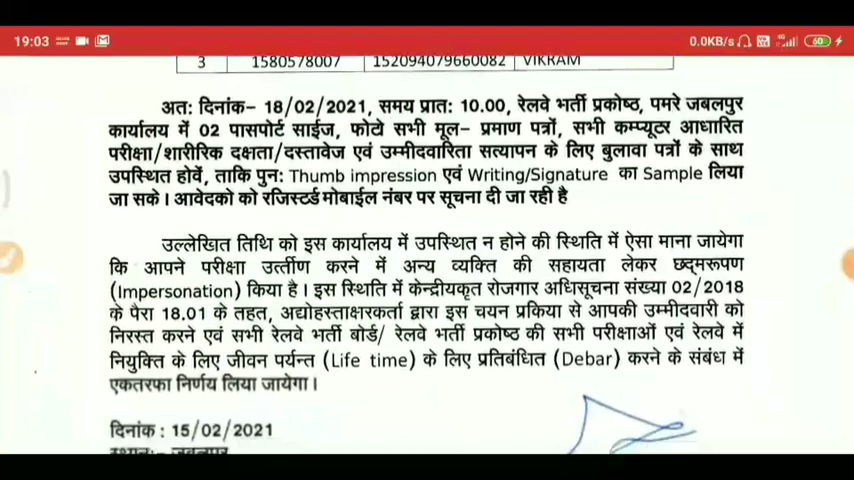 19:03 0.0KB/s 4G 60
3 1580578007 152094079660082 VIKRAM
अतः दिनांक- 18/02/2021, समय प्रातः 10.00, रेलवे भर्ती प्रकोष्ठ, पमरे जबलपुर
कार्यालय में 02 पासपोर्ट साईज, फोटो सभी मूल- प्रमाण पत्रों, सभी कम्प्यूटर आधारित
परीक्षा/शारीरिक दक्षता/दस्तावेज एवं उम्मीदवारिता सत्यापन के लिए बुलावा पत्रों के साथ
उपस्थित होवें, ताकि पुनः Thumb impression एवं Writing/Signature का Sample लिया
जा सके। आवेदको को रजिस्टर्ड मोबाईल नंबर पर सूचना दी जा रही है
उल्लेखित तिथि को इस कार्यालय में उपस्थित न होने की स्थिति में ऐसा माना जायेगा
कि आपने परीक्षा उर्त्तीण करने में अन्य व्यक्ति की सहायता लेकर छद्मरूपण
(Impersonation) किया है। इस स्थिति में केन्द्रीयकृत रोजगार अधिसूचना संख्या 02/2018
के पैरा 18.01 के तहत, अद्योहस्ताक्षरकर्ता द्वारा इस चयन प्रकिया से आपकी उम्मीदवारी को
निरस्त करने एवं सभी रेलवे भर्ती बोर्ड/ रेलवे भर्ती प्रकोष्ठ की सभी परीक्षाओं एवं रेलवे में
नियुक्ति के लिए जीवन पर्यन्त (Life time) के लिए प्रतिबंधित (Debar) करने के संबंध में
एकतरफा निर्णय लिया जायेगा।
दिनांक : 15/02/2021
स्थान:- जबलपुर